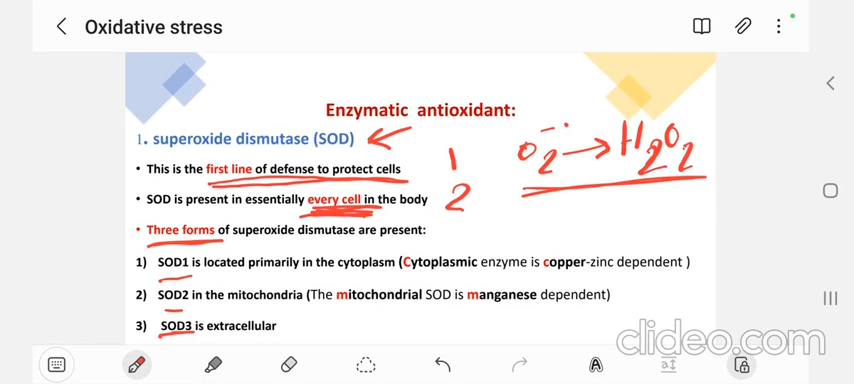 Oxidative stress
Enzymatic antioxidant:
1. superoxide dismutase (SOD)
O2-· → H2O2
• This is the first line of defense to protect cells
1
• SOD is present in essentially every cell in the body
2
• Three forms of superoxide dismutase are present:
1) SOD1 is located primarily in the cytoplasm (Cytoplasmic enzyme is copper-zinc dependent )
2) SOD2 in the mitochondria (The mitochondrial SOD is manganese dependent)
3) SOD3 is extracellular
clideo.com